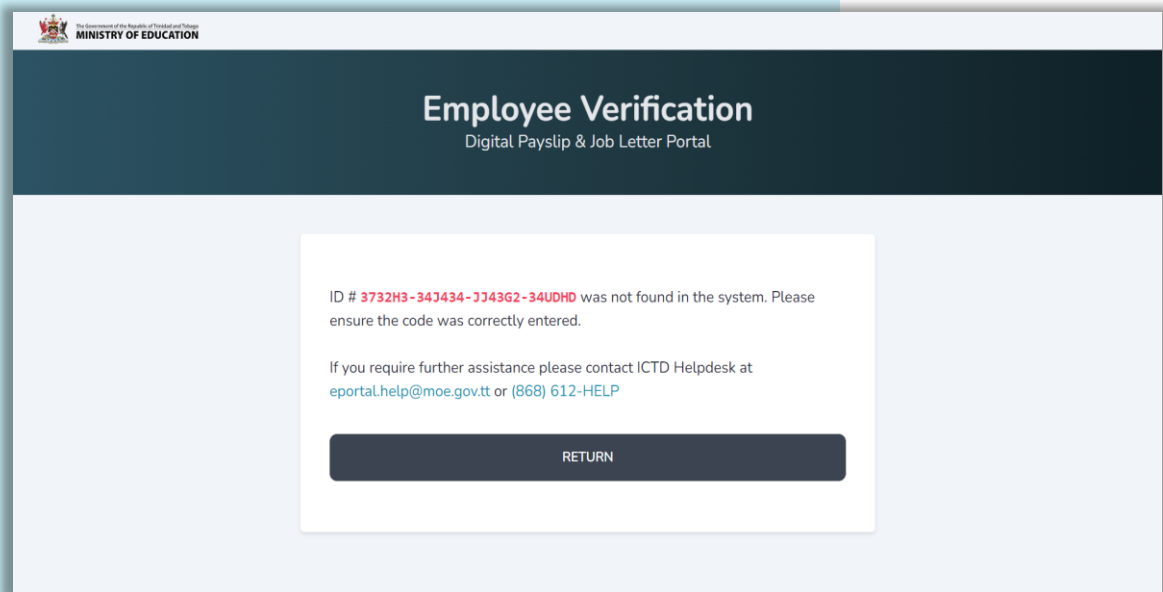 The Government of the Republic of Trinidad and Tobago
MINISTRY OF EDUCATION
Employee Verification
Digital Payslip & Job Letter Portal
ID # 3732H3-34J434-JJ43G2-34UDHD was not found in the system. Please
ensure the code was correctly entered.
If you require further assistance please contact ICTD Helpdesk at
eportal.help@moe.gov.tt or (868) 612-HELP
RETURN